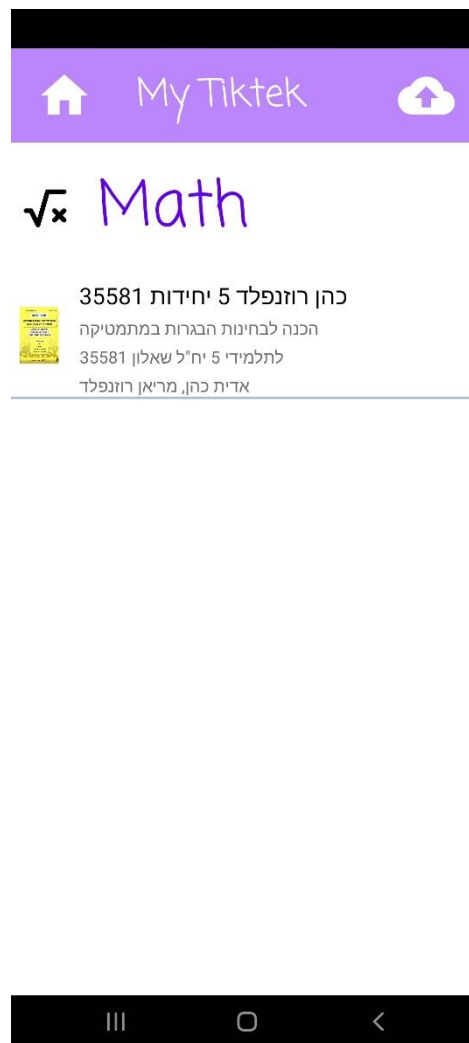 My Tiktek
Math
כהן רוזנפלד 5 יחידות 35581
הכנה לבחינות הבגרות במתמטיקה
לתלמידי 5 יח"ל שאלון 35581
אדית כהן, מריאן רוזנפלד